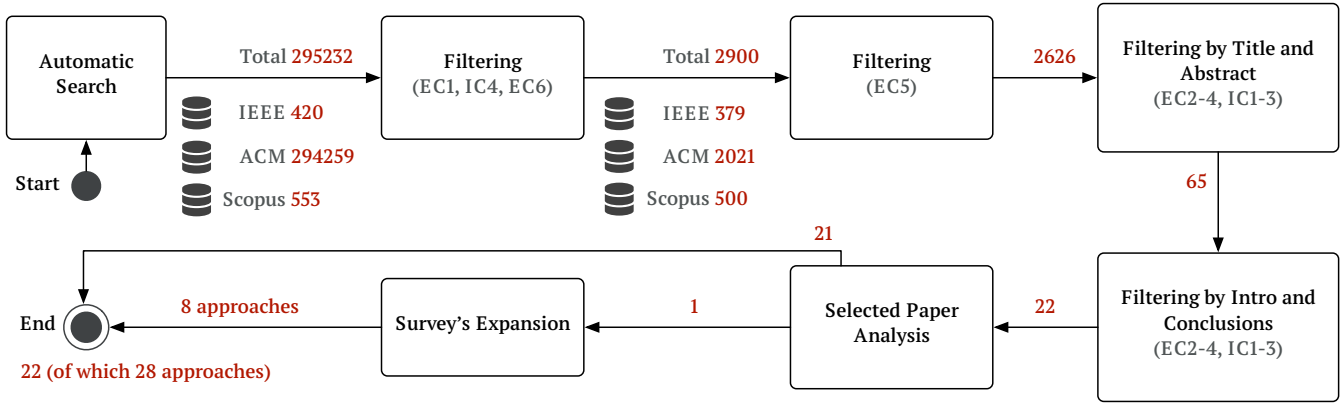 Automatic
Search
Total 295232
IEEE 420
ACM 294259
Scopus 553
Filtering
(EC1, IC4, EC6)
Total 2900
IEEE 379
ACM 2021
Scopus 500
Filtering
(EC5)
2626
Filtering by Title and
Abstract
(EC2-4, IC1-3)
Start
65
21
Filtering by Intro and
Conclusions
(EC2-4, IC1-3)
22
Selected Paper
Analysis
1
Survey's Expansion
8 approaches
End
22 (of which 28 approaches)